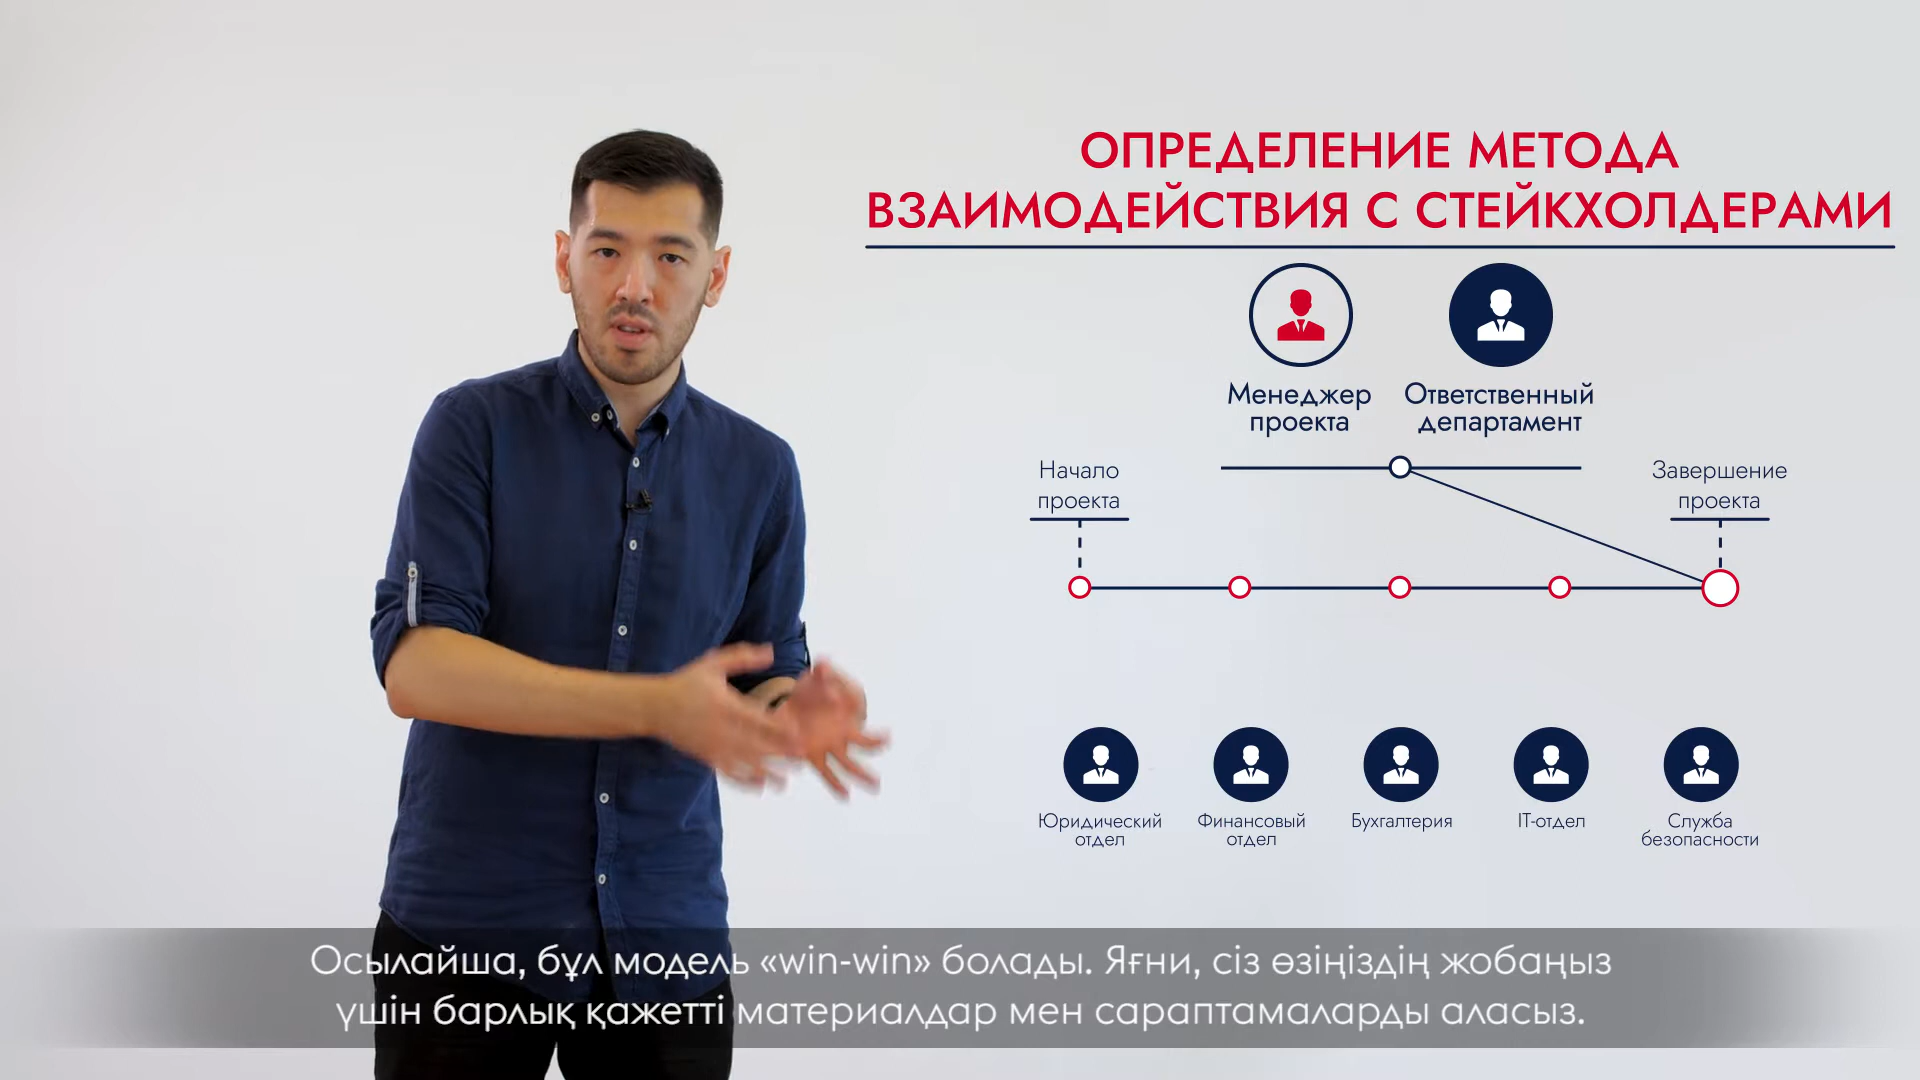 ОПРЕДЕЛЕНИЕ МЕТОДА
ВЗАИМОДЕЙСТВИЯ С СТЕЙКХОЛДЕРАМИ
Менеджер
проекта
Ответственный
департамент
Начало
проекта
Завершение
проекта
Юридический
отдел
Финансовый
отдел
Бухгалтерия
IT-отдел
Служба
безопасности
Осылайша, бұл модель «win-win» болады. Яғни, сіз өзіңіздің жобаңыз
үшін барлық қажетті материалдар мен сараптамаларды аласыз.